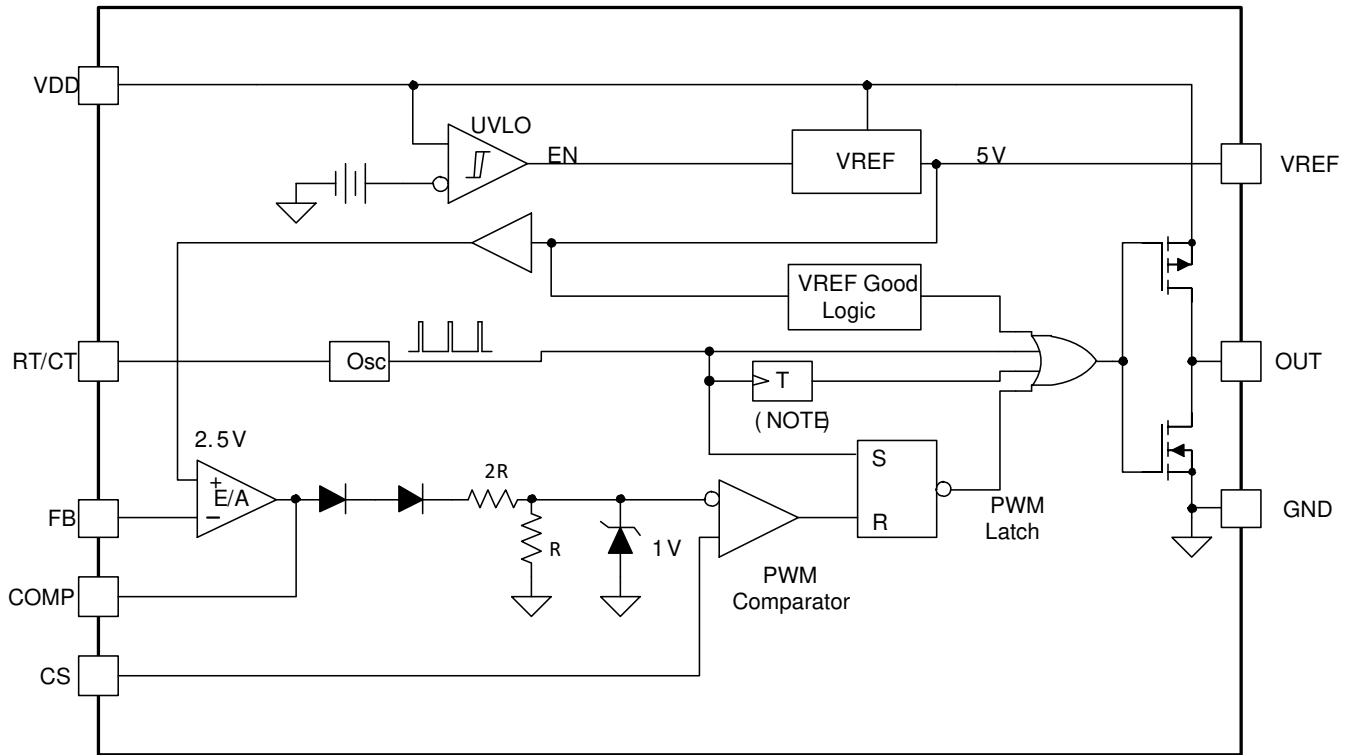 VDD
UVLO
EN
VREF
5V
VREF
VREF Good
Logic
RT/CT
Osc
T
(NOTE)
OUT
2.5V
+
E/A
−
FB
2R
R
1V
S
R
PWM
Latch
GND
COMP
PWM
Comparator
CS